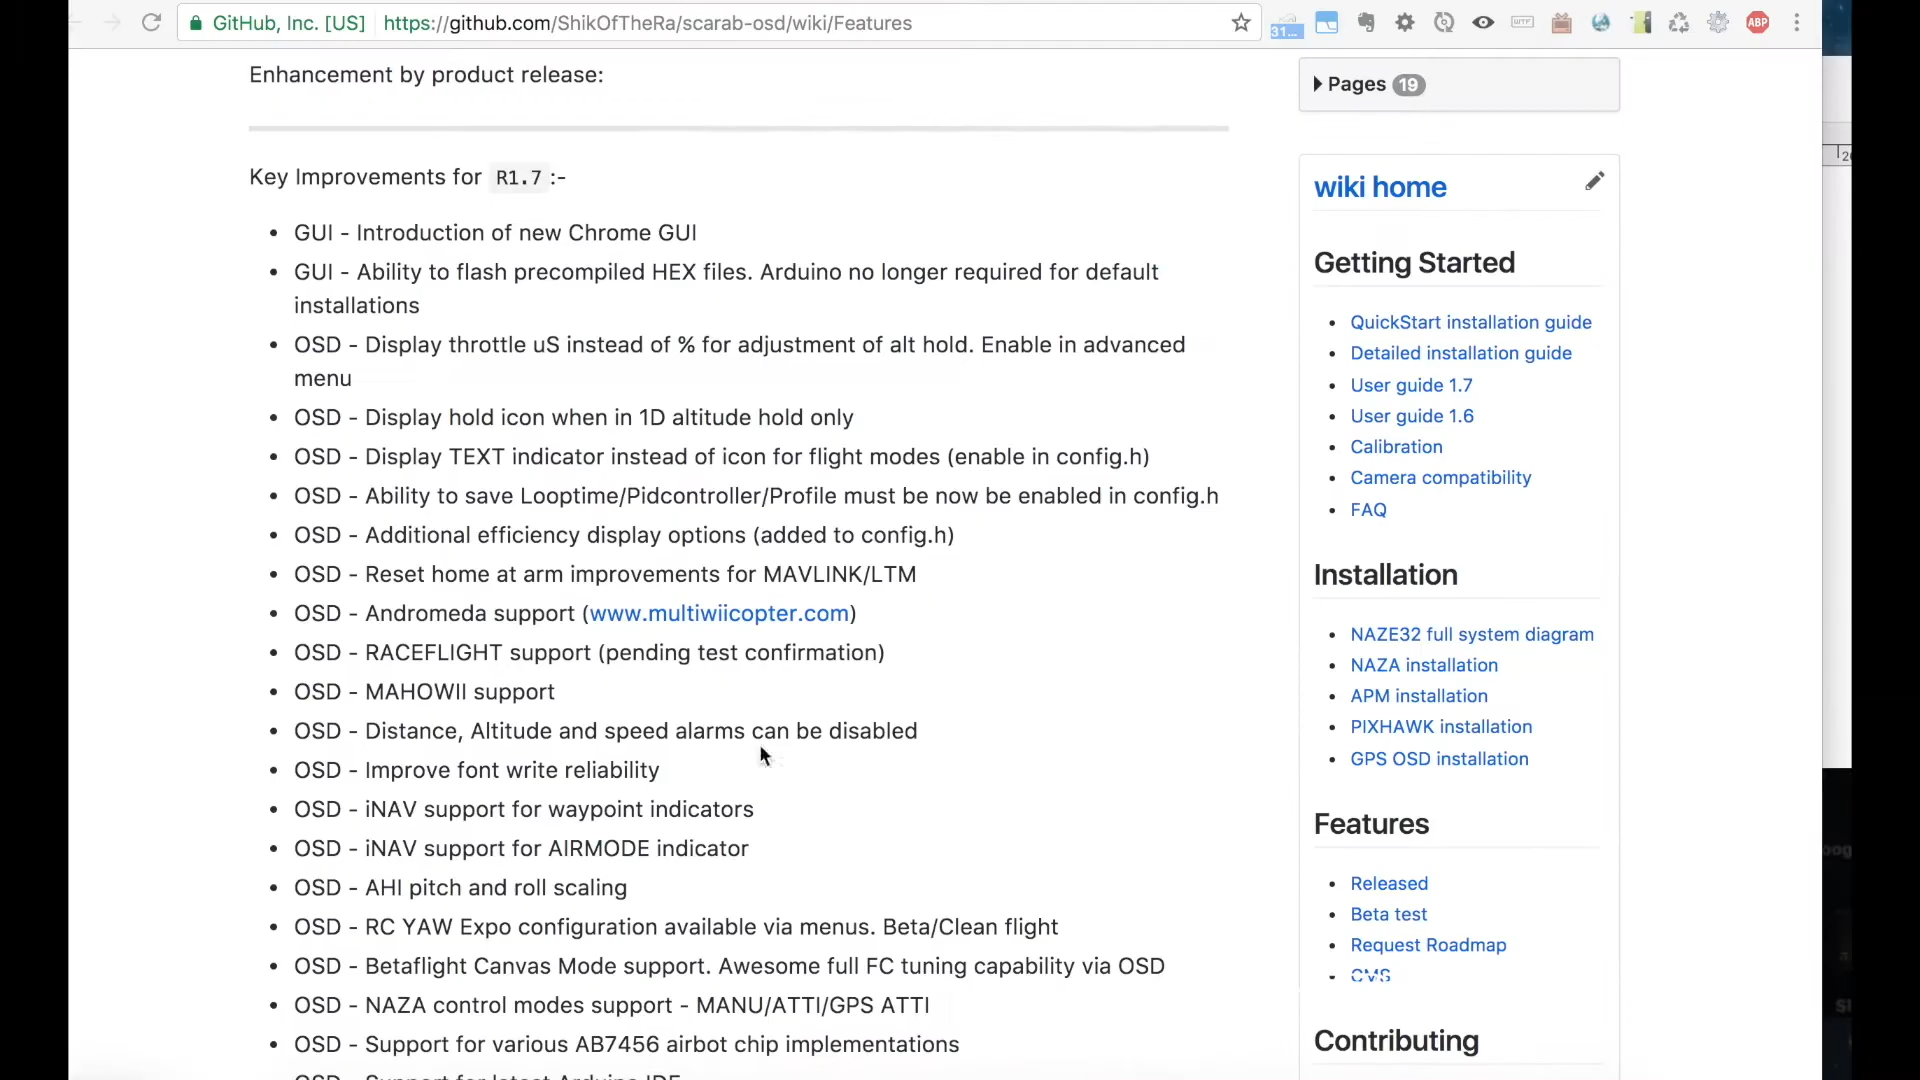 GitHub, Inc. [US] https://github.com/ShikOfTheRa/scarab-osd/wiki/Features
31...
WTF
ABP
Enhancement by product release:
Pages 19
Key Improvements for R1.7 :-
GUI - Introduction of new Chrome GUI
GUI - Ability to flash precompiled HEX files. Arduino no longer required for default
installations
OSD - Display throttle uS instead of % for adjustment of alt hold. Enable in advanced
menu
OSD - Display hold icon when in 1D altitude hold only
OSD - Display TEXT indicator instead of icon for flight modes (enable in config.h)
OSD - Ability to save Looptime/Pidcontroller/Profile must be now be enabled in config.h
OSD - Additional efficiency display options (added to config.h)
OSD - Reset home at arm improvements for MAVLINK/LTM
OSD - Andromeda support (www.multiwiicopter.com)
OSD - RACEFLIGHT support (pending test confirmation)
OSD - MAHOWII support
OSD - Distance, Altitude and speed alarms can be disabled
OSD - Improve font write reliability
OSD - iNAV support for waypoint indicators
OSD - iNAV support for AIRMODE indicator
OSD - AHI pitch and roll scaling
OSD - RC YAW Expo configuration available via menus. Beta/Clean flight
OSD - Betaflight Canvas Mode support. Awesome full FC tuning capability via OSD
OSD - NAZA control modes support - MANU/ATTI/GPS ATTI
OSD - Support for various AB7456 airbot chip implementations
OSD - Support for latest Arduino IDE
wiki home
Getting Started
QuickStart installation guide
Detailed installation guide
User guide 1.7
User guide 1.6
Calibration
Camera compatibility
FAQ
Installation
NAZE32 full system diagram
NAZA installation
APM installation
PIXHAWK installation
GPS OSD installation
Features
Released
Beta test
Request Roadmap
CMS
Contributing